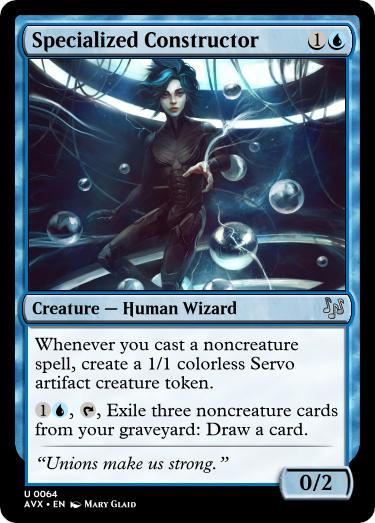 Specialized Constructor 1
Creature — Human Wizard
Whenever you cast a noncreature
spell, create a 1/1 colorless Servo
artifact creature token.
1, , Exile three noncreature cards
from your graveyard: Draw a card.
“Unions make us strong.”
0/2
U 0064
AVX • EN Mary Glaid